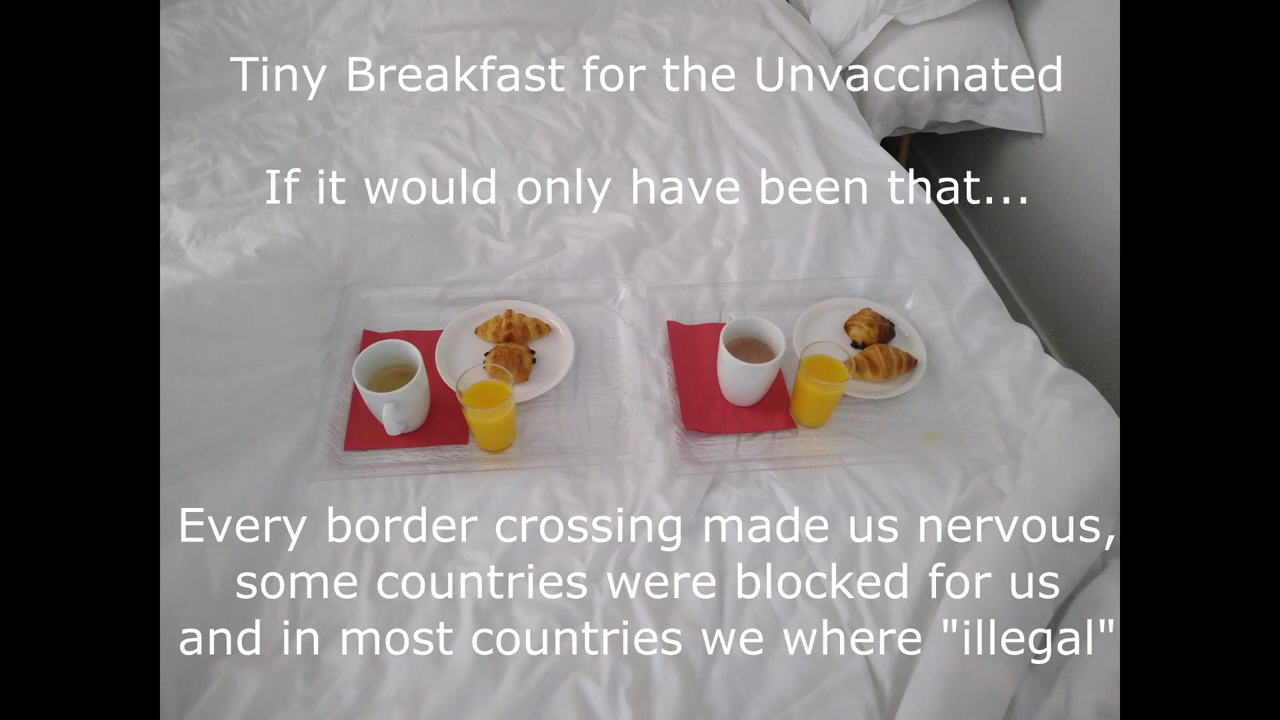 Tiny Breakfast for the Unvaccinated
If it would only have been that...
Every border crossing made us nervous,
some countries were blocked for us
and in most countries we where "illegal"